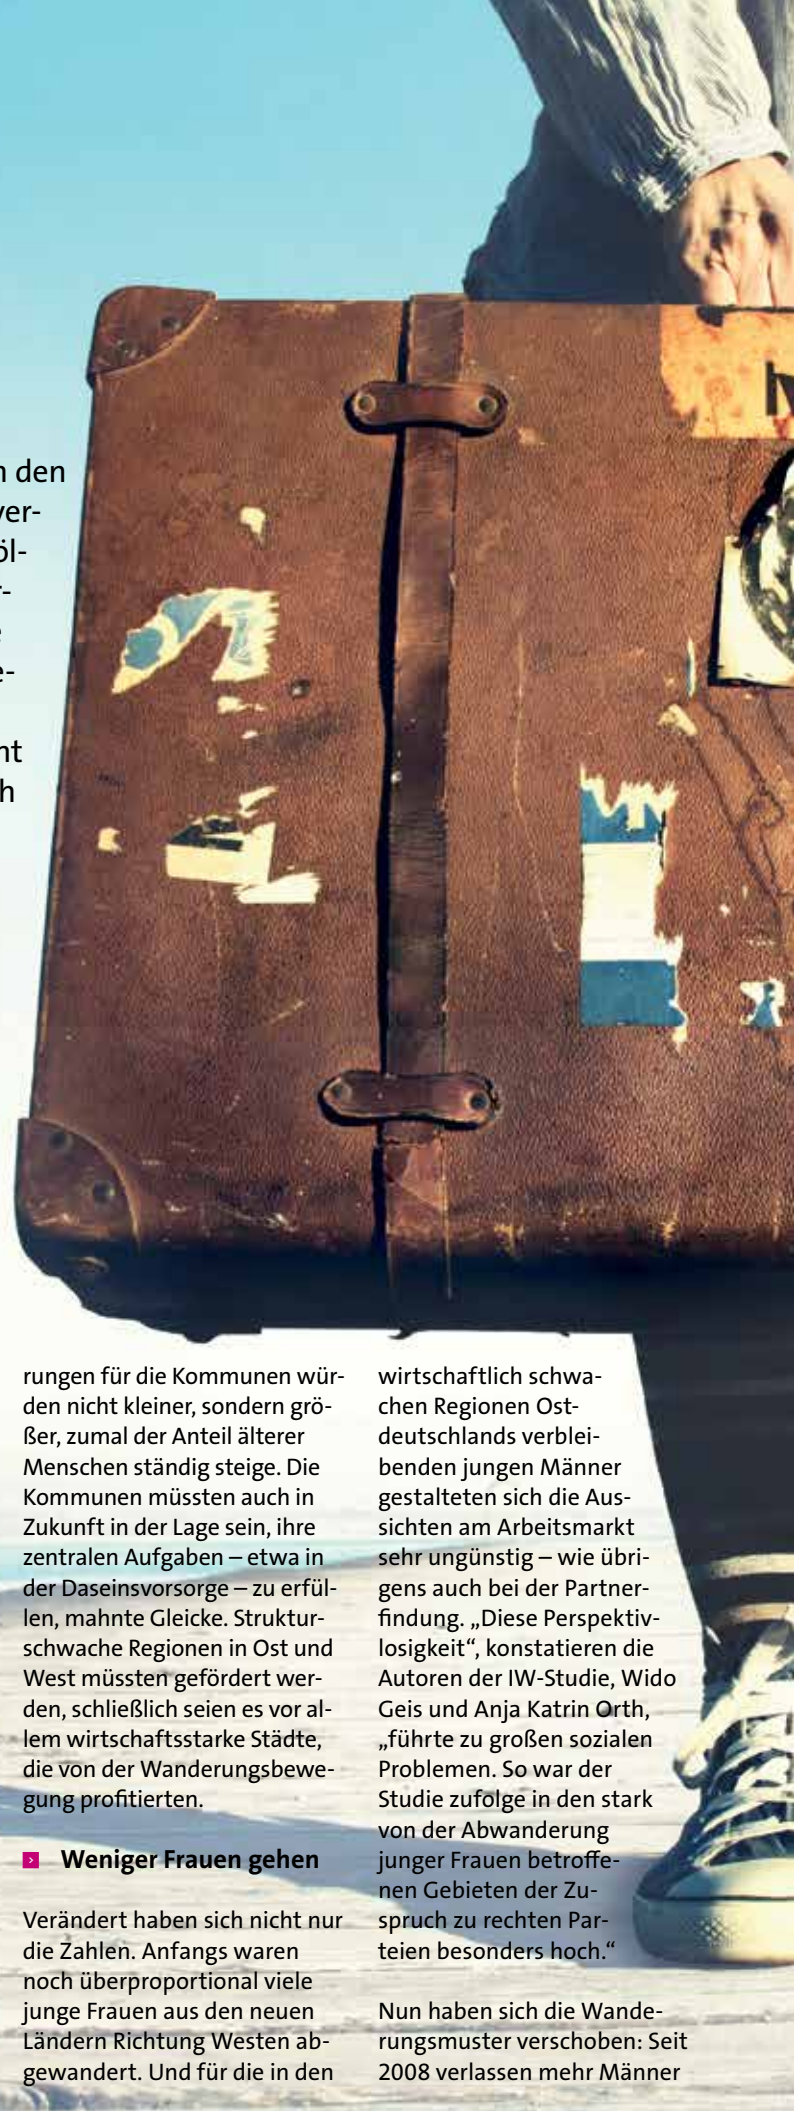 n den
ver-
öl-
r-
e
e-
nt
h
rungen für die Kommunen wür-
den nicht kleiner, sondern grö-
ßer, zumal der Anteil älterer
Menschen ständig steige. Die
Kommunen müssten auch in
Zukunft in der Lage sein, ihre
zentralen Aufgaben – etwa in
der Daseinsvorsorge – zu erfül-
len, mahnte Gleicke. Struktur-
schwache Regionen in Ost und
West müssten gefördert wer-
den, schließlich seien es vor al-
lem wirtschaftsstarke Städte,
die von der Wanderungsbewe-
gung profitierten.
Weniger Frauen gehen
Verändert haben sich nicht nur
die Zahlen. Anfangs waren
noch überproportional viele
junge Frauen aus den neuen
Ländern Richtung Westen ab-
gewandert. Und für die in den
wirtschaftlich schwa-
chen Regionen Ost-
deutschlands verblei-
benden jungen Männer
gestalteten sich die Aus-
sichten am Arbeitsmarkt
sehr ungünstig – wie übri-
gens auch bei der Partner-
findung. „Diese Perspektiv-
losigkeit“, konstatieren die
Autoren der IW-Studie, Wido
Geis und Anja Katrin Orth,
„führte zu großen sozialen
Problemen. So war der
Studie zufolge in den stark
von der Abwanderung
junger Frauen betroffe-
nen Gebieten der Zu-
spruch zu rechten Par-
teien besonders hoch.“
Nun haben sich die Wande-
rungsmuster verschoben: Seit
2008 verlassen mehr Männer